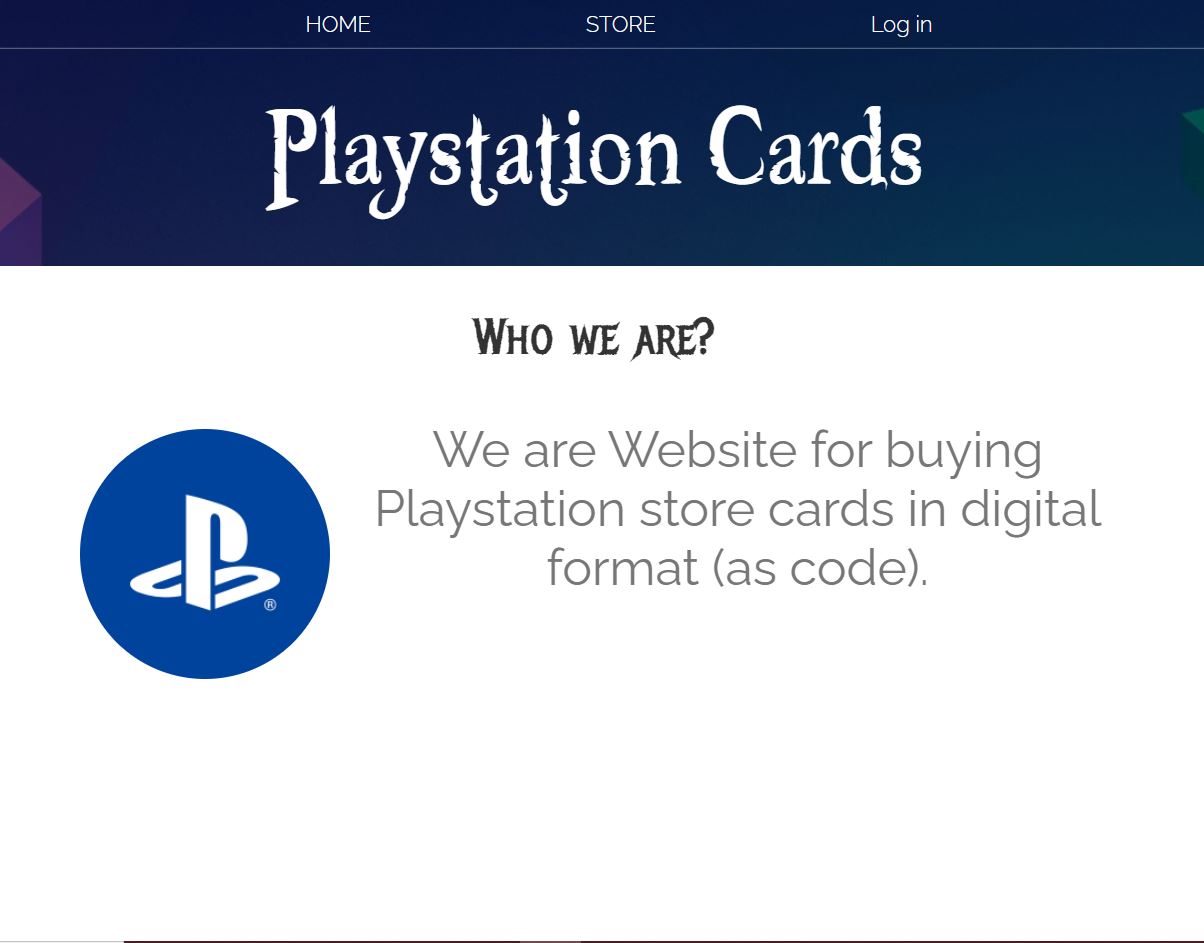 HOME STORE Log in
Playstation Cards
Who we are?
We are Website for buying
Playstation store cards in digital
format (as code).
®